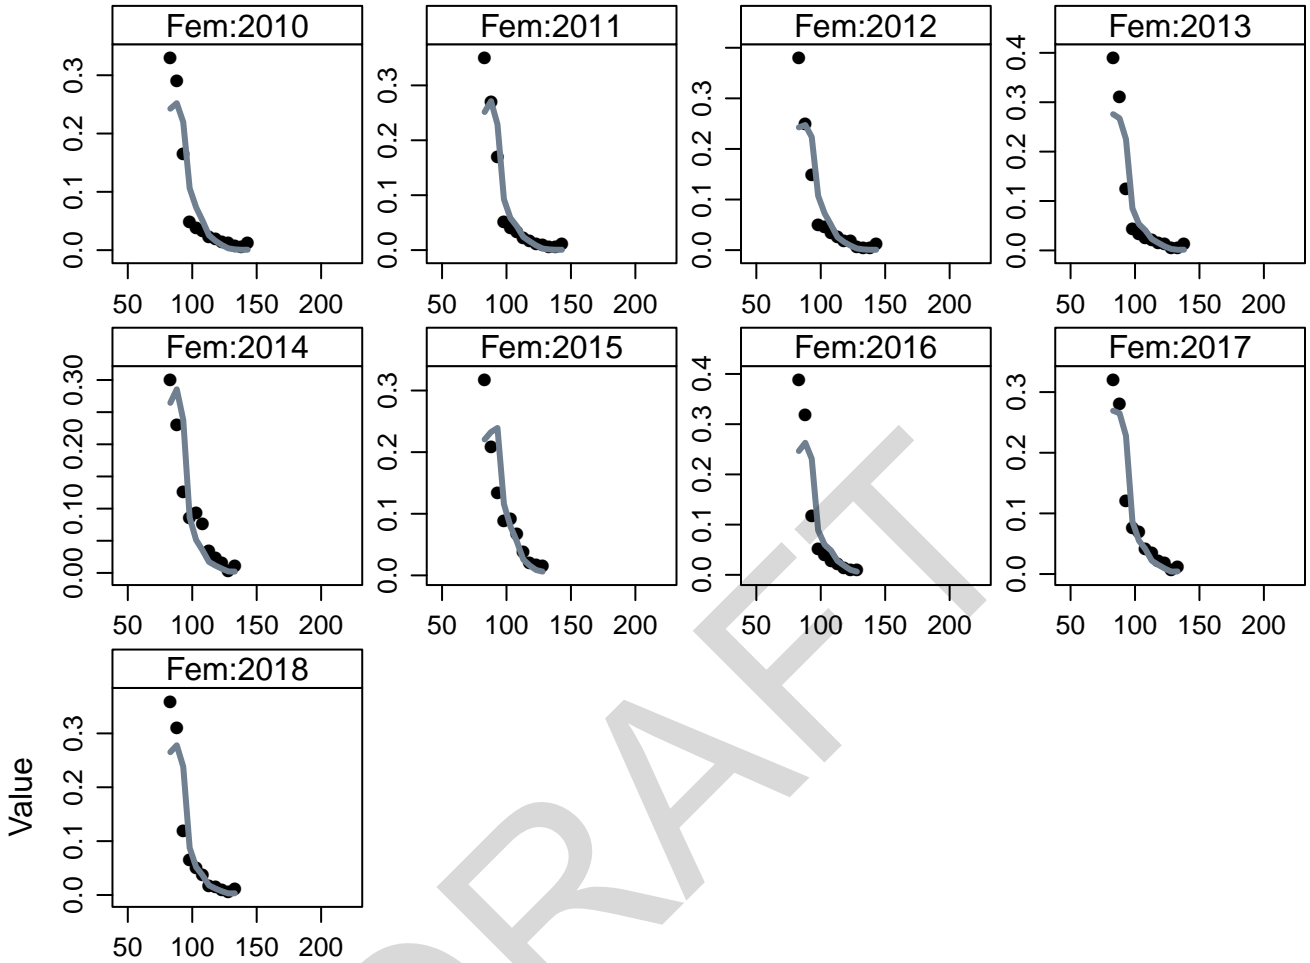 Fem:2010 Fem:2011 Fem:2012 Fem:2013
0.0 0.1 0.2 0.3
0.0 0.1 0.2 0.3
0.0 0.1 0.2 0.3
0.0 0.1 0.2 0.3 0.4
50 100 150 200 50 100 150 200 50 100 150 200 50 100 150 200
Fem:2014 Fem:2015 Fem:2016 Fem:2017
0.00 0.10 0.20 0.30
0.0 0.1 0.2 0.3
0.0 0.1 0.2 0.3 0.4
0.0 0.1 0.2 0.3
50 100 150 200 50 100 150 200 50 100 150 200 50 100 150 200
Fem:2018
Value
0.0 0.1 0.2 0.3
50 100 150 200
DRAFT